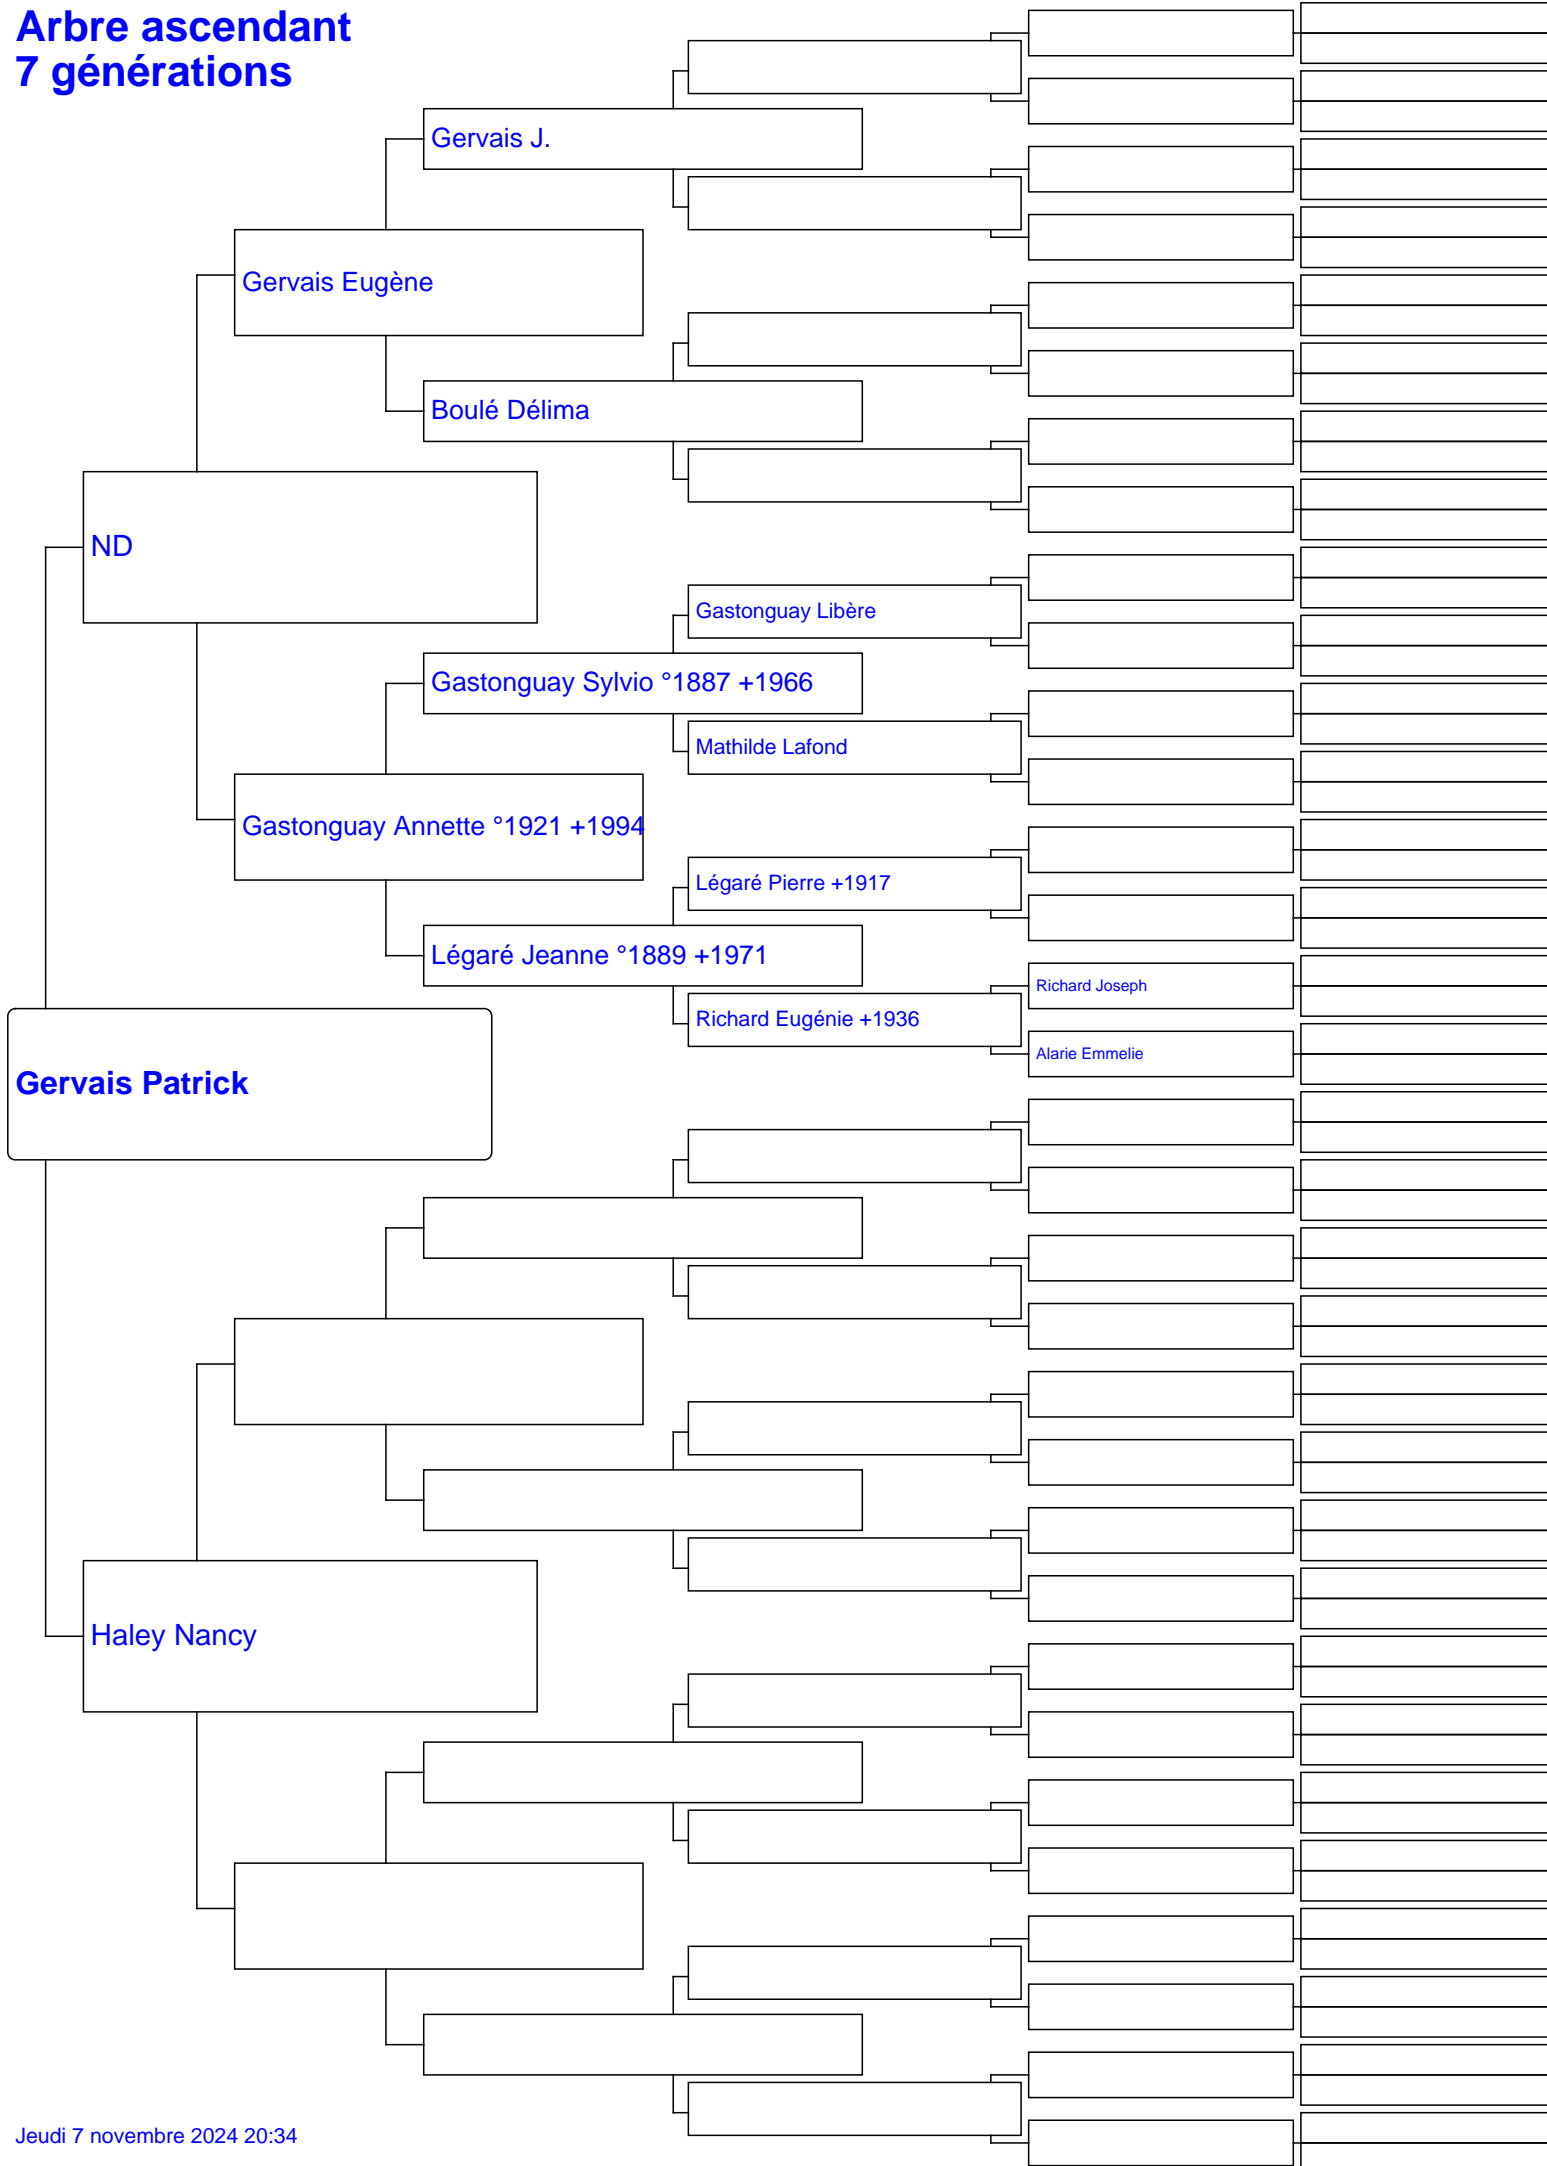 Arbre ascendant
7 générations
Gervais J.
Gervais Eugène
Boulé Délima
ND
Gastonguay Libère
Gastonguay Sylvio °1887 +1966
Mathilde Lafond
Gastonguay Annette °1921 +1994
Légaré Pierre +1917
Légaré Jeanne °1889 +1971
Richard Joseph
Richard Eugénie +1936
Alarie Emmelie
Gervais Patrick
Haley Nancy
Jeudi 7 novembre 2024 20:34